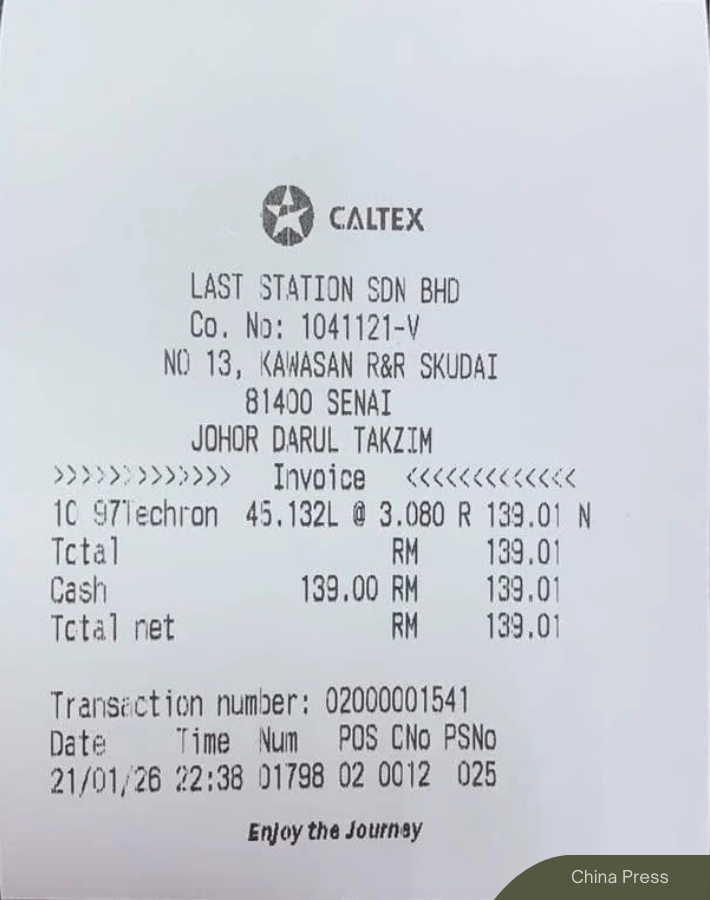 CALTEX
LAST STATION SDN BHD
Co. No: 1041121-V
NO 13, KAWASAN R&R SKUDAI
81400 SENAI
JOHOR DARUL TAKZIM
>>>>>>>>>>>>> Invoice <<<<<<<<<<<<<
10 97Techron 45.132L @ 3.080 R 139.01 N
Total RM 139.01
Cash 139.00 RM 139.01
Total net RM 139.01
Transaction number: 02000001541
Date Time Num POS CNo PSNo
21/01/26 22:38 01798 02 0012 025
Enjoy the Journey
China Press